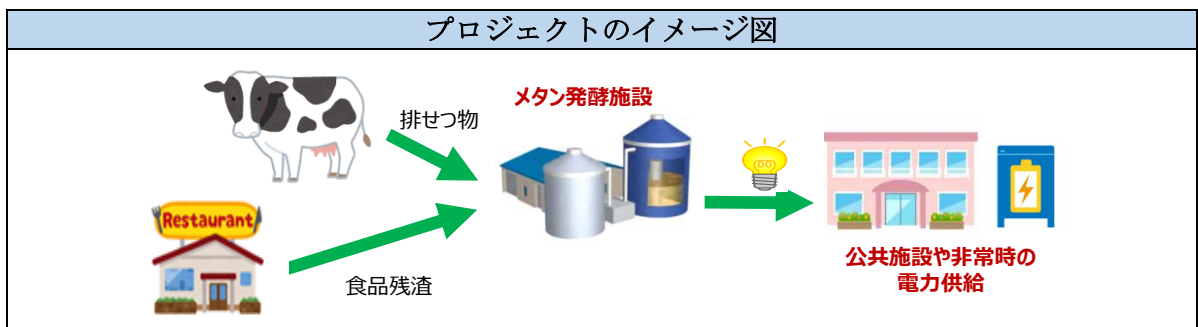 プロジェクトのイメージ図
メタン発酵施設
排せつ物
Restaurant
食品残渣
公共施設や非常時の
電力供給